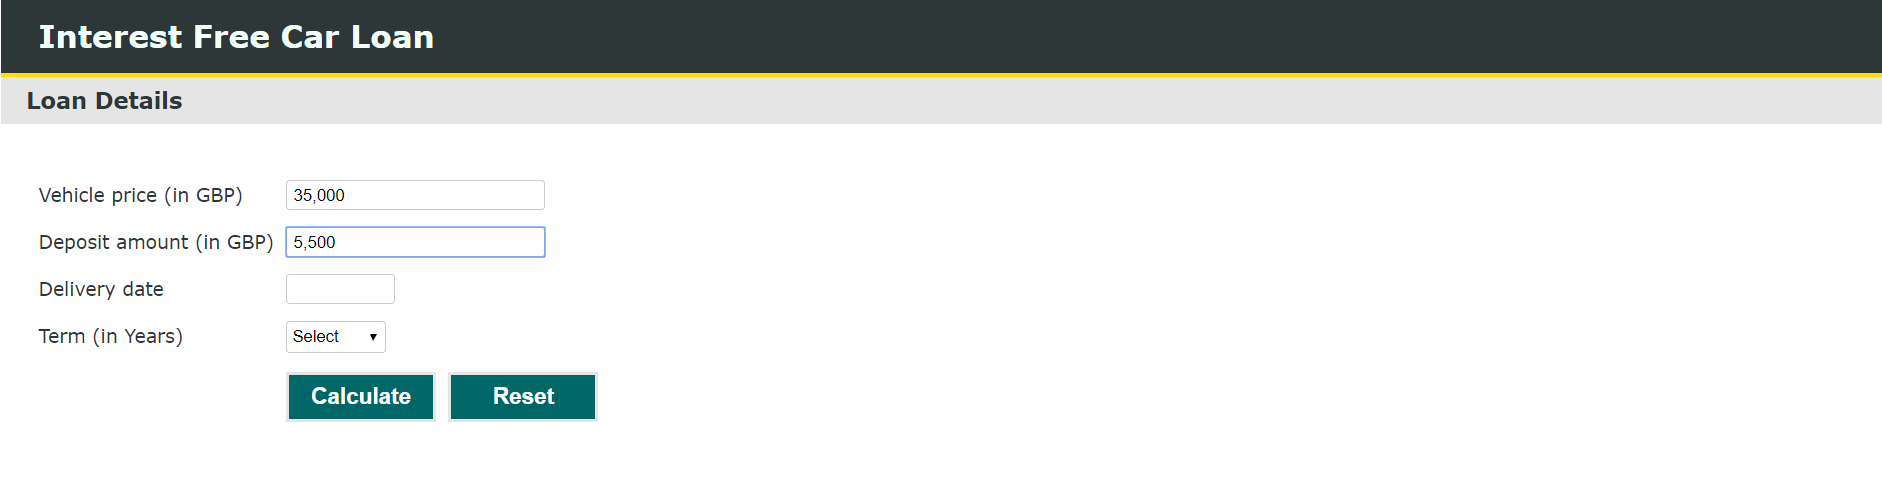 Interest Free Car Loan
Loan Details
Vehicle price (in GBP) 35,000
Deposit amount (in GBP) 5,500
Delivery date
Term (in Years) Select
Calculate Reset